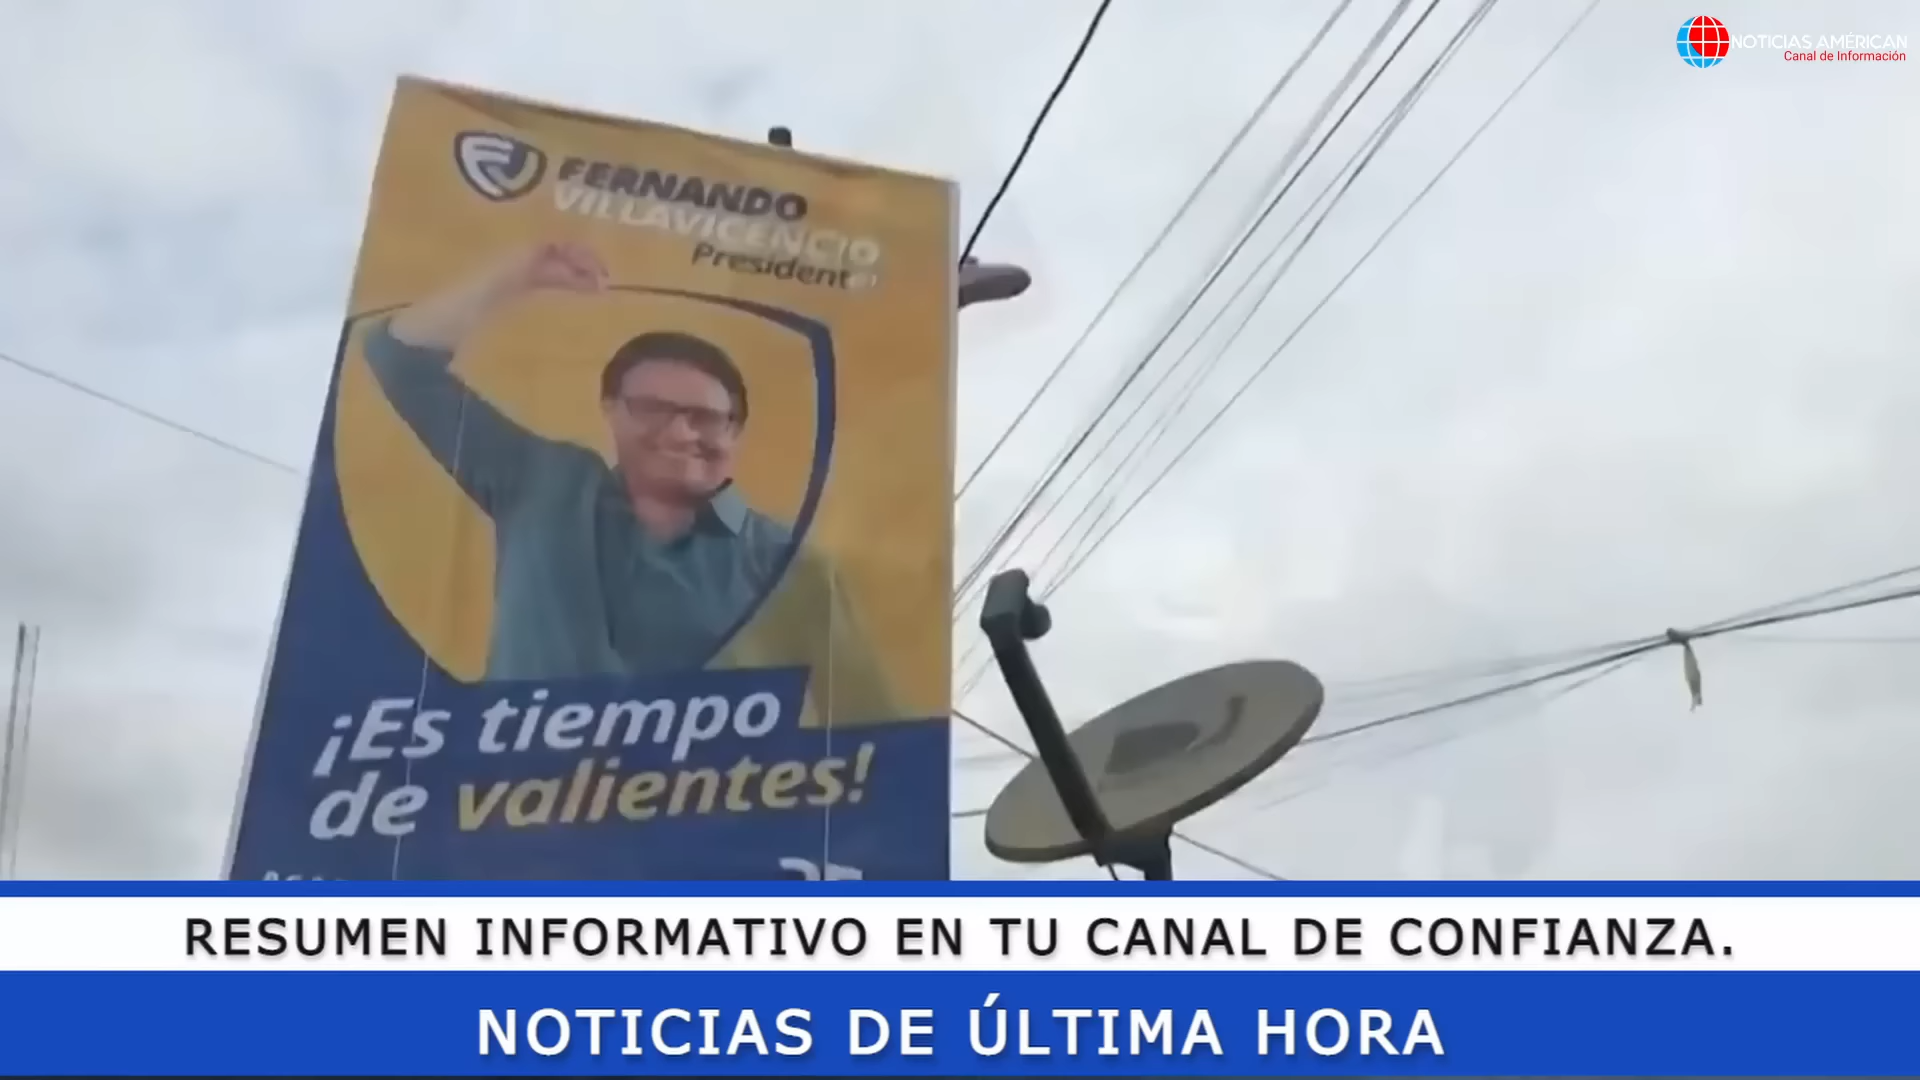 NOTICIAS AMÉRICAN
Canal de Información
FERNANDO
VILLAVICENCIO
Presidente
¡Es tiempo
de valientes!
RESUMEN INFORMATIVO EN TU CANAL DE CONFIANZA.
NOTICIAS DE ÚLTIMA HORA